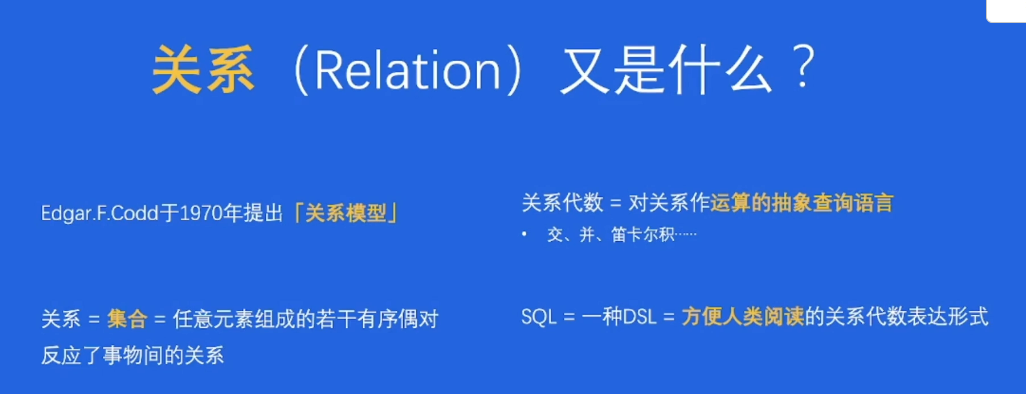 关系（Relation）又是什么？
Edgar.F.Codd于1970年提出「关系模型」
关系 = 集合 = 任意元素组成的若干有序偶对
反应了事物间的关系
关系代数 = 对关系作运算的抽象查询语言
• 交、并、笛卡尔积……
SQL = 一种DSL = 方便人类阅读的关系代数表达形式